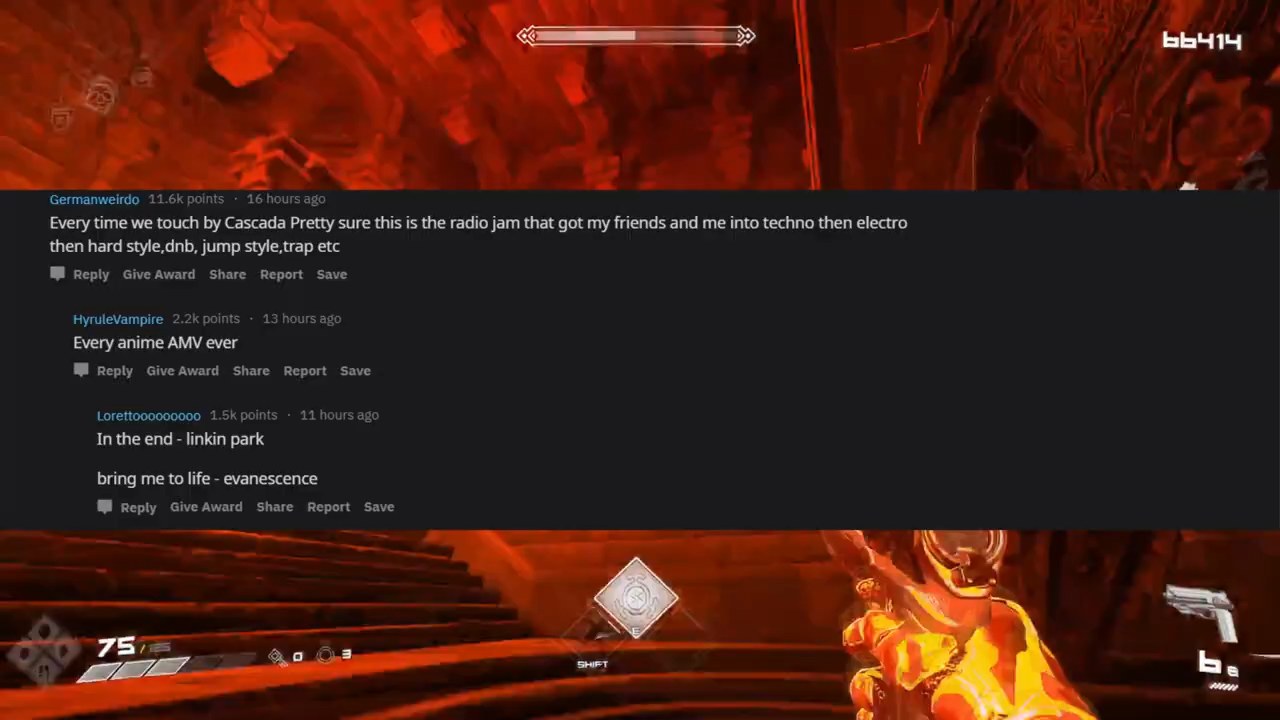 66414
Germanweirdo 11.6k points · 16 hours ago
Every time we touch by Cascada Pretty sure this is the radio jam that got my friends and me into techno then electro
then hard style,dnb, jump style,trap etc
Reply Give Award Share Report Save
HyruleVampire 2.2k points · 13 hours ago
Every anime AMV ever
Reply Give Award Share Report Save
Lorettooooooooo 1.5k points · 11 hours ago
In the end - linkin park
bring me to life - evanescence
Reply Give Award Share Report Save
E
75
0 3
SHIFT
6